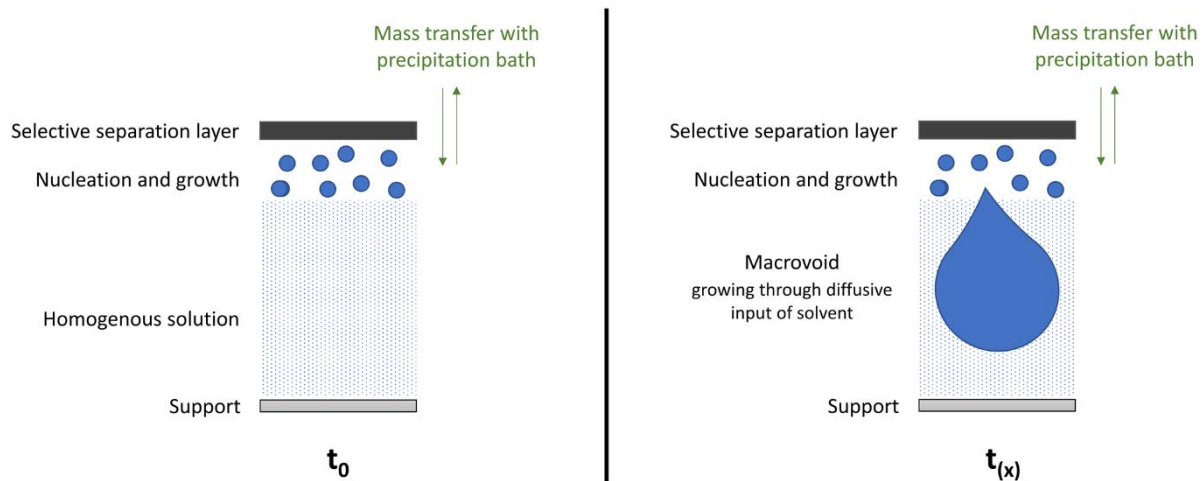 Mass transfer with
precipitation bath
Selective separation layer
Nucleation and growth
Homogenous solution
Support
t0
Mass transfer with
precipitation bath
Selective separation layer
Nucleation and growth
Macrovoid
growing through diffusive
input of solvent
Support
t(x)